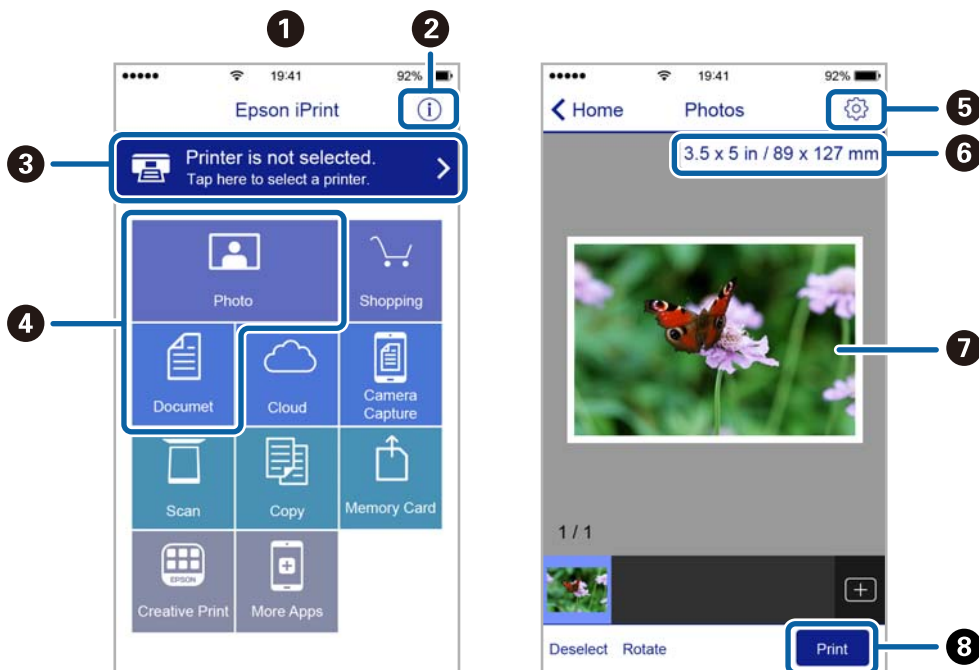 1
2
19:41
92%
Epson iPrint
3
Printer is not selected.
Tap here to select a printer.
4
Photo
Shopping
Documet
Cloud
Camera
Capture
Scan
Copy
Memory Card
EPSON
Creative Print
More Apps
19:41
92%
Home
Photos
5
3.5 x 5 in / 89 x 127 mm
6
7
1 / 1
Deselect
Rotate
Print
8